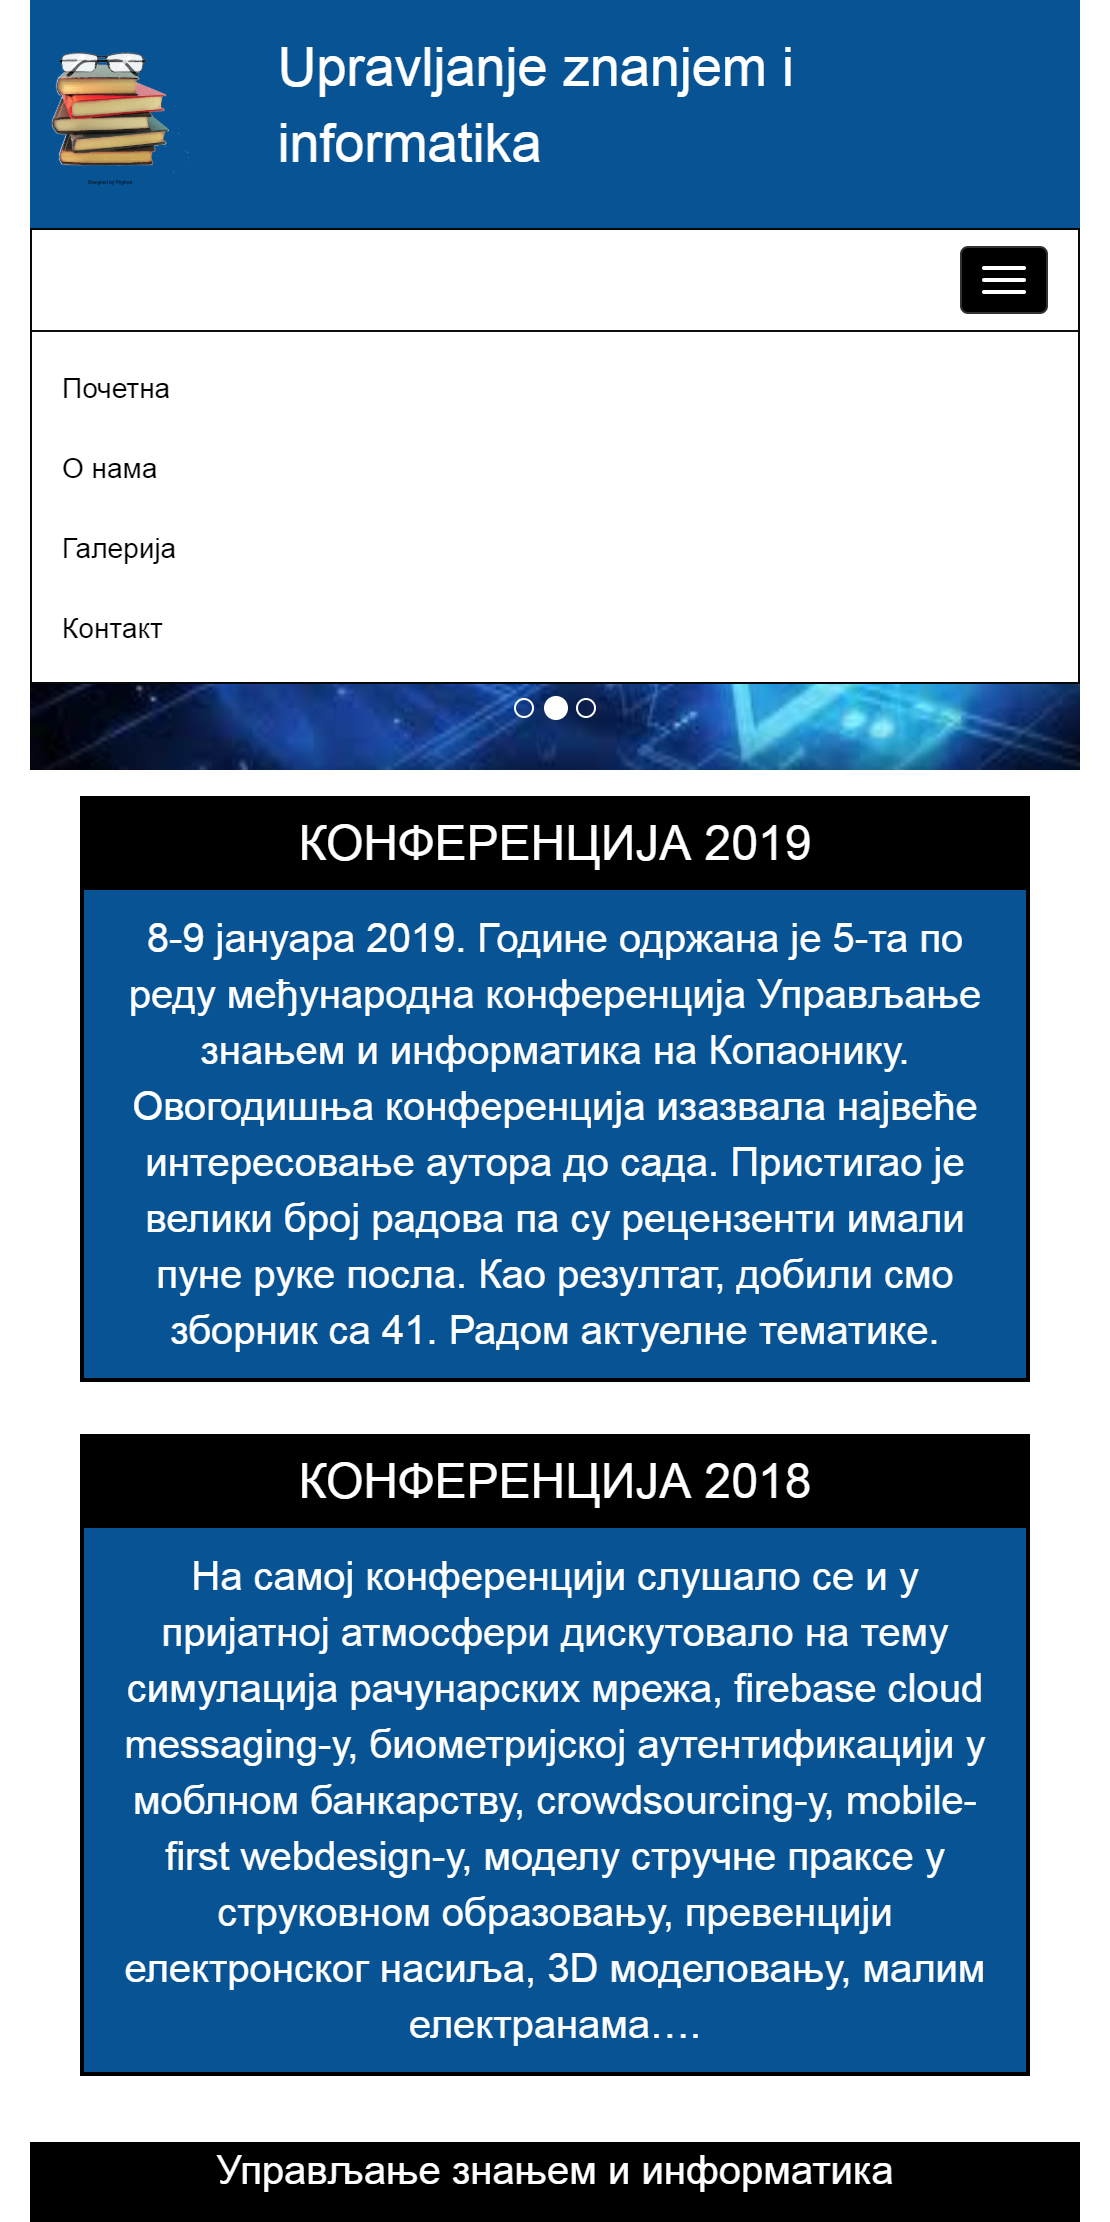 Upravljanje znanjem i
informatika
Designed by Pngtree
Почетна
О нама
Галерија
Контакт
КОНФЕРЕНЦИЈА 2019
8-9 јануара 2019. Године одржана је 5-та по
реду међународна конференција Управљање
знањем и информатика на Копаонику.
Овогодишња конференција изазвала највеће
интересовање аутора до сада. Пристигао је
велики број радова па су рецензенти имали
пуне руке посла. Као резултат, добили смо
зборник са 41. Радом актуелне тематике.
КОНФЕРЕНЦИЈА 2018
На самој конференцији слушало се и у
пријатној атмосфери дискутовало на тему
симулација рачунарских мрежа, firebase cloud
messaging-у, биометријској аутентификацији у
моблном банкарству, crowdsourcing-у, mobile-
first webdesign-у, моделу стручне праксе у
струковном образовању, превенцији
електронског насиља, 3D моделовању, малим
електранама….
Управљање знањем и информатика